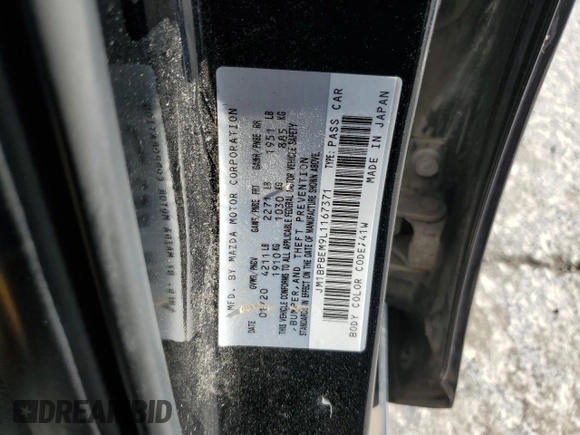 MFD. BY MAZDA MOTOR CORPORATION
DATE GVWR/PNBV GAWR/PNBE FRT GAWR/PNBE RR
01/20 4211 LB 2271 LB 1951 LB
1910 KG 1030 KG 885 KG
THIS VEHICLE CONFORMS TO ALL APPLICABLE FEDERAL MOTOR VEHICLE SAFETY
, BUMPER, AND THEFT PREVENTION
STANDARDS IN EFFECT ON THE DATE OF MANUFACTURE SHOWN ABOVE.
JM1BPBEM9L1167371 TYPE: PASS CAR
BODY COLOR CODE;41W MADE IN JAPAN
DREAMBID